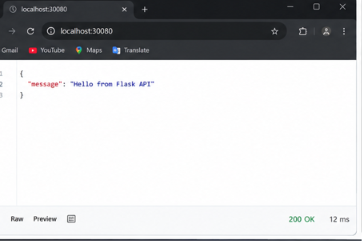 localhost:30080
localhost:30080
Gmail YouTube Maps Translate
1 {
2 "message": "Hello from Flask API"
3 }
Raw Preview 200 OK 12 ms